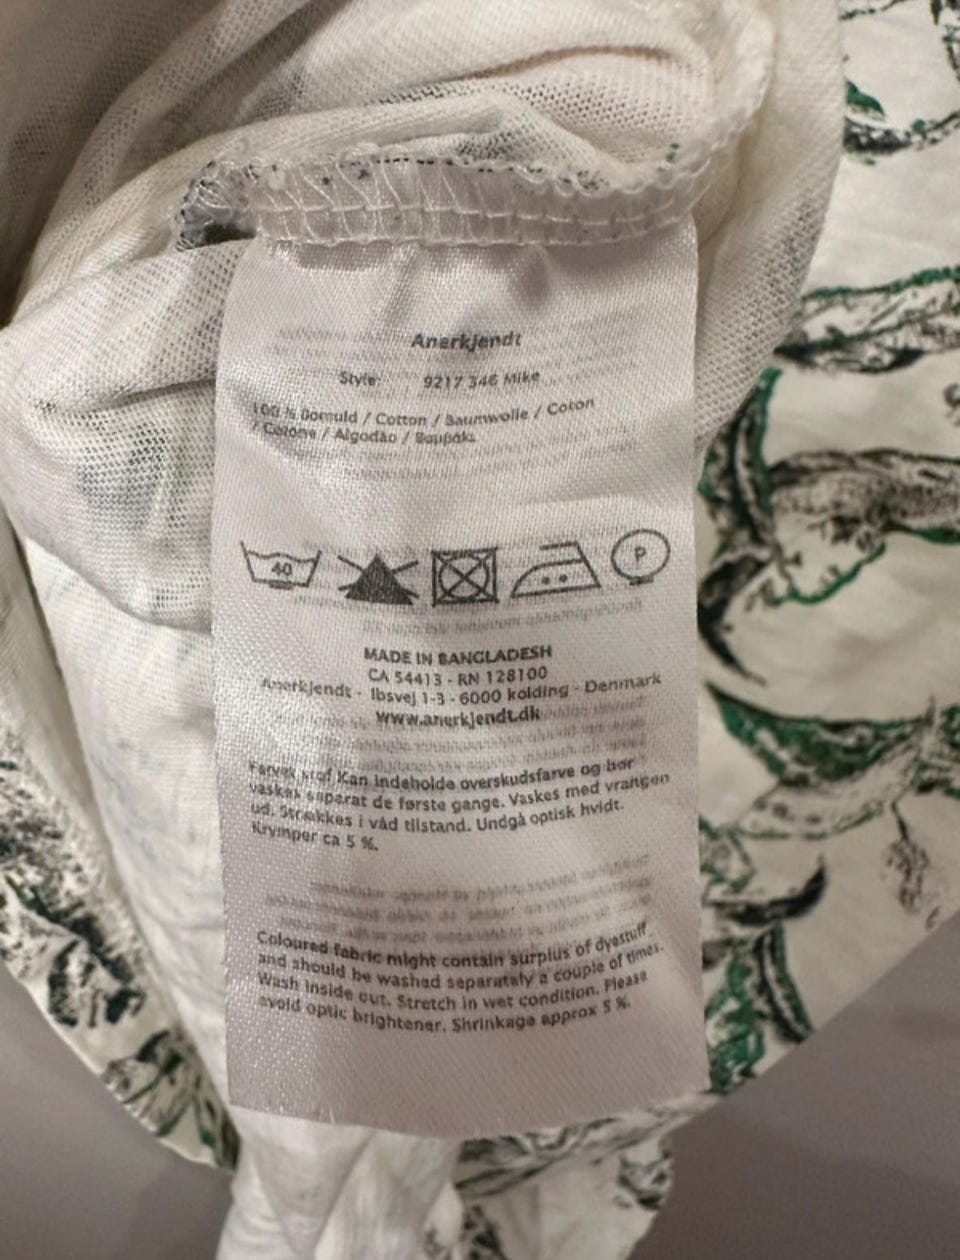 Anerkjendt
Style: 9217 346 Mike
100 % Bomuld / Cotton / Baumwolle / Coton
/ Cotone / Algodão / Βαμβάκι
40
P
MADE IN BANGLADESH
CA 54413 - RN 128100
Anerkjendt - Ibsvej 1-3 - 6000 kolding - Denmark
www.anerkjendt.dk
Farvet stof Kan indeholde overskudsfarve og bør
vaskes separat de første gange. Vaskes med vrangen
ud. Strækkes i våd tilstand. Undgå optisk hvidt.
Krymper ca 5 %.
Coloured fabric might contain surplus of dyestuff
and should be washed separately a couple of times.
Wash inside out. Stretch in wet condition. Please
avoid optic brightener. Shrinkage approx 5 %.